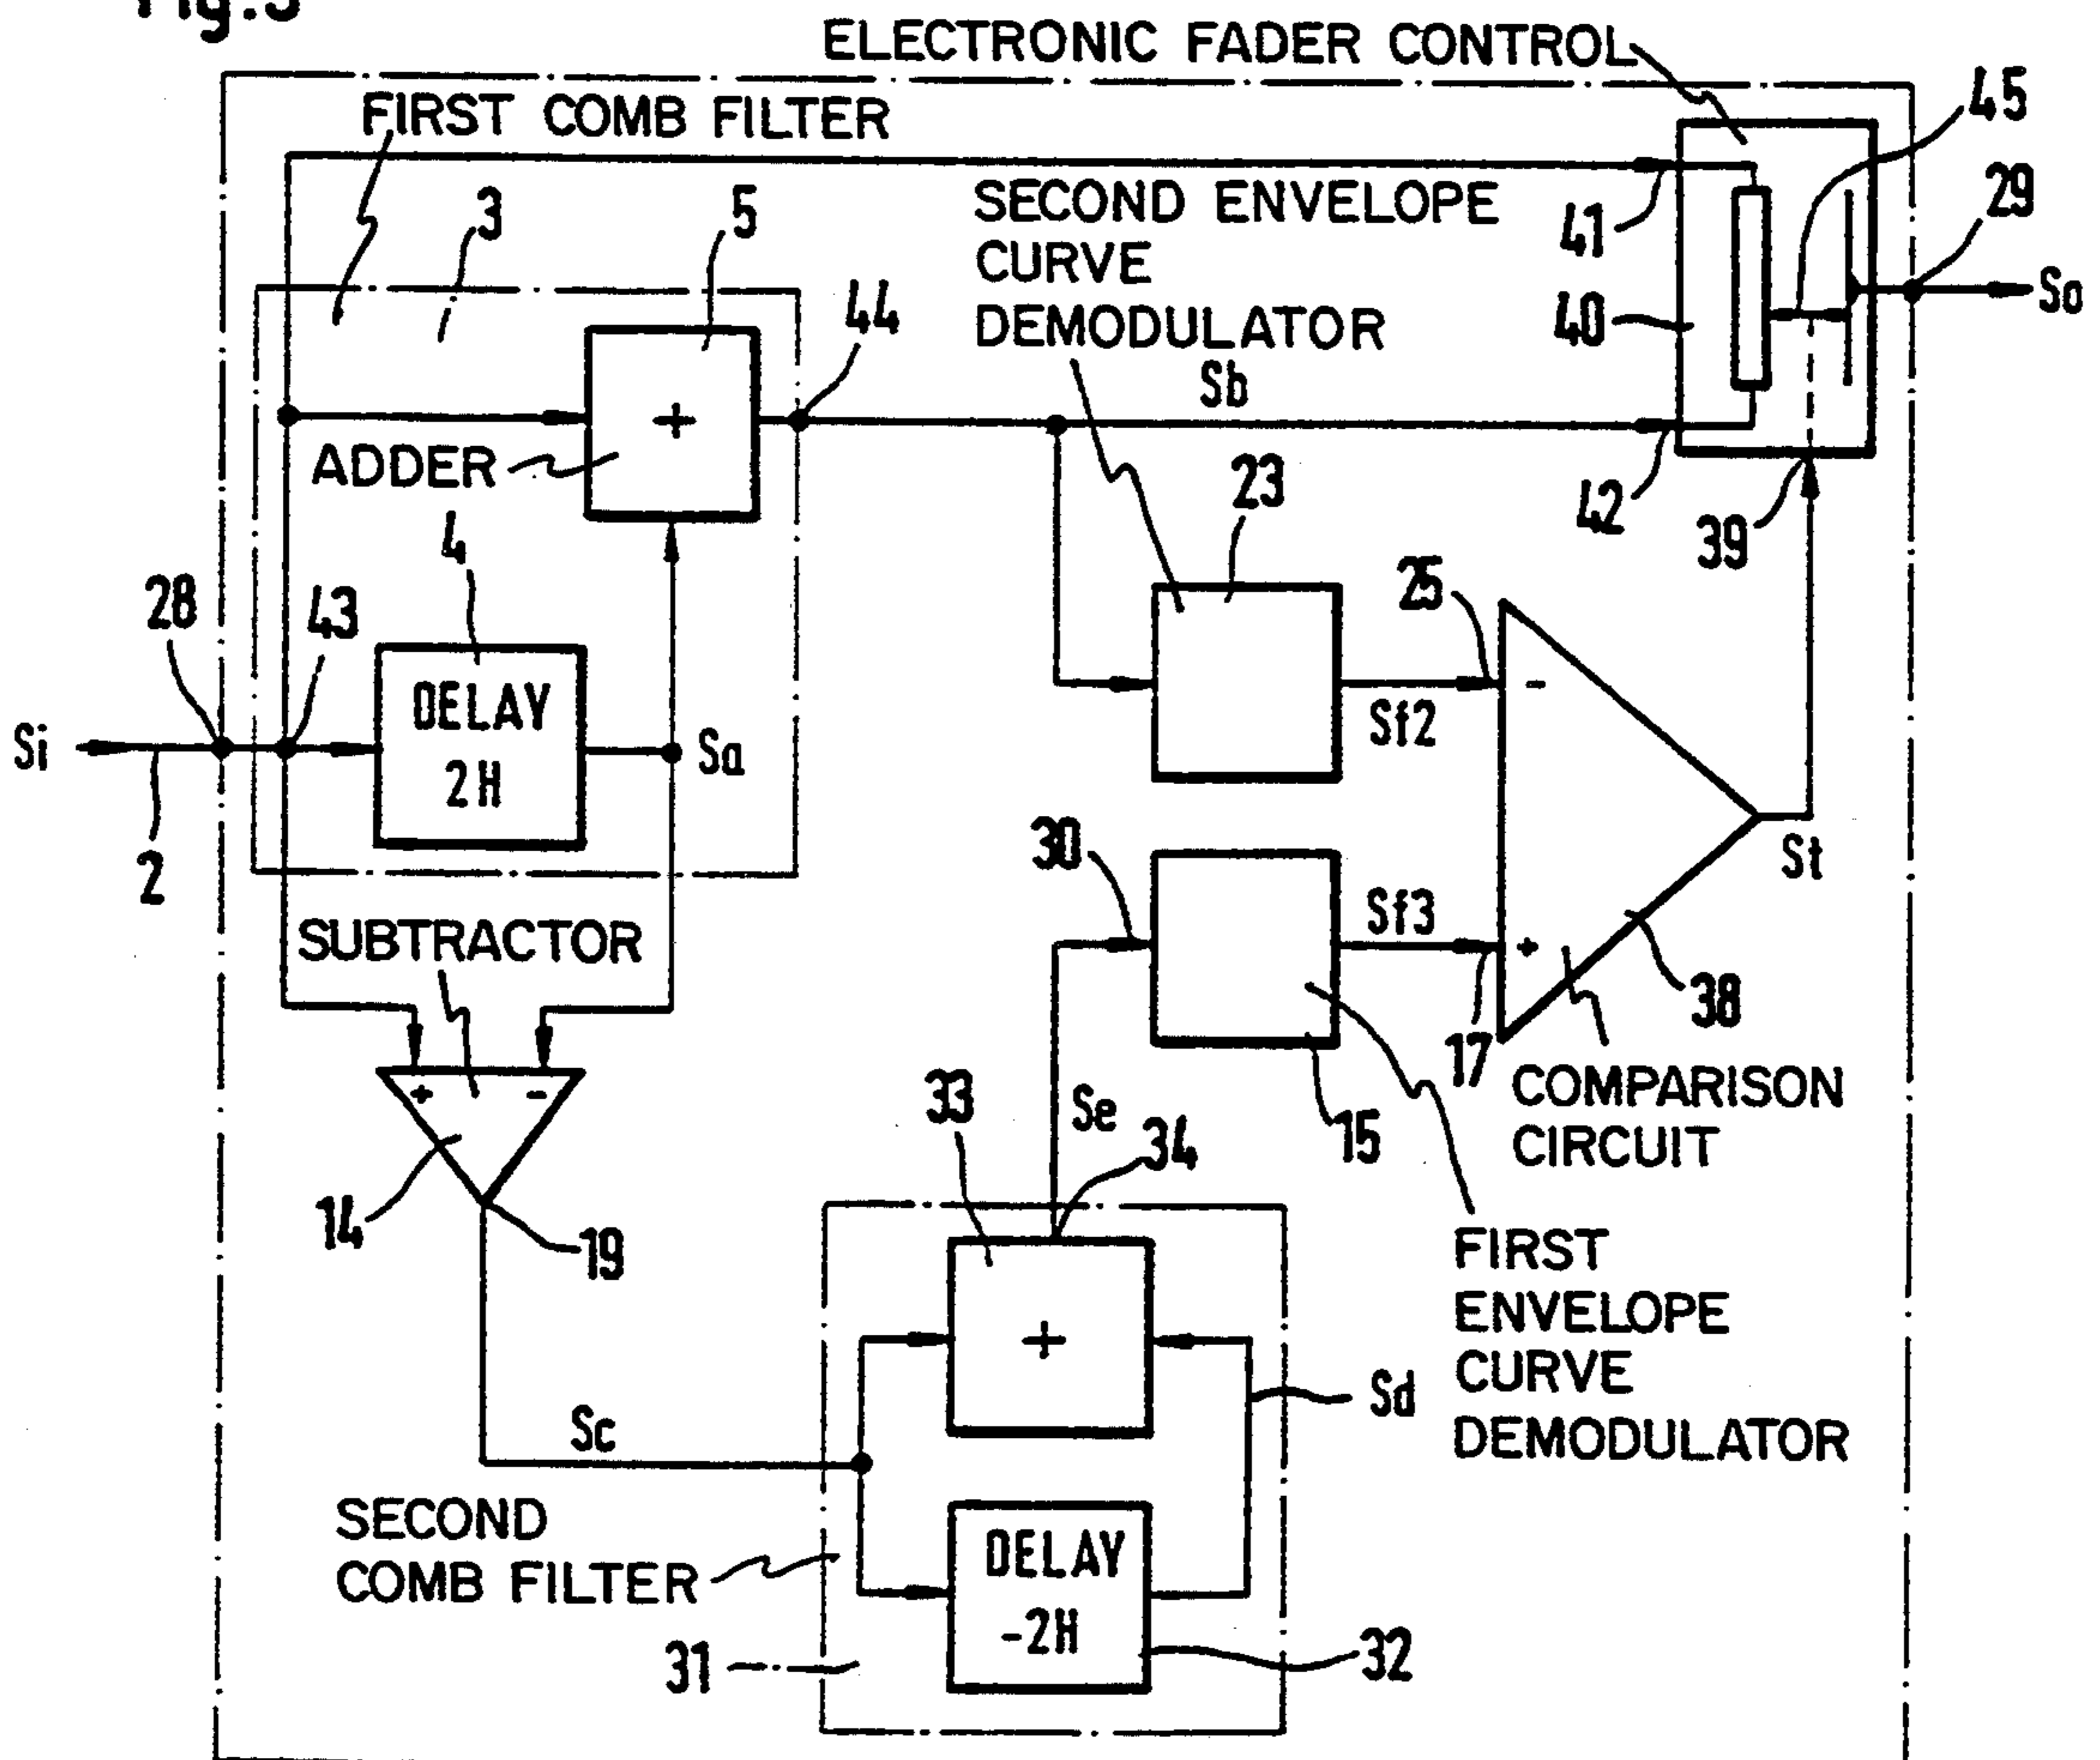 Fig.3
ELECTRONIC FADER CONTROL
FIRST COMB FILTER
45
3
5
SECOND ENVELOPE
CURVE
DEMODULATOR
41
29
44
40
So
Sb
+
ADDER
23
42
39
4
25
28
43
DELAY
2H
-
Si
Sa
Sf2
2
30
St
SUBTRACTOR
Sf3
+
38
17
COMPARISON
CIRCUIT
+ -
33
Se
34
15
14
19
FIRST
ENVELOPE
CURVE
DEMODULATOR
+
Sd
Sc
SECOND
COMB FILTER
DELAY
-2H
31
32